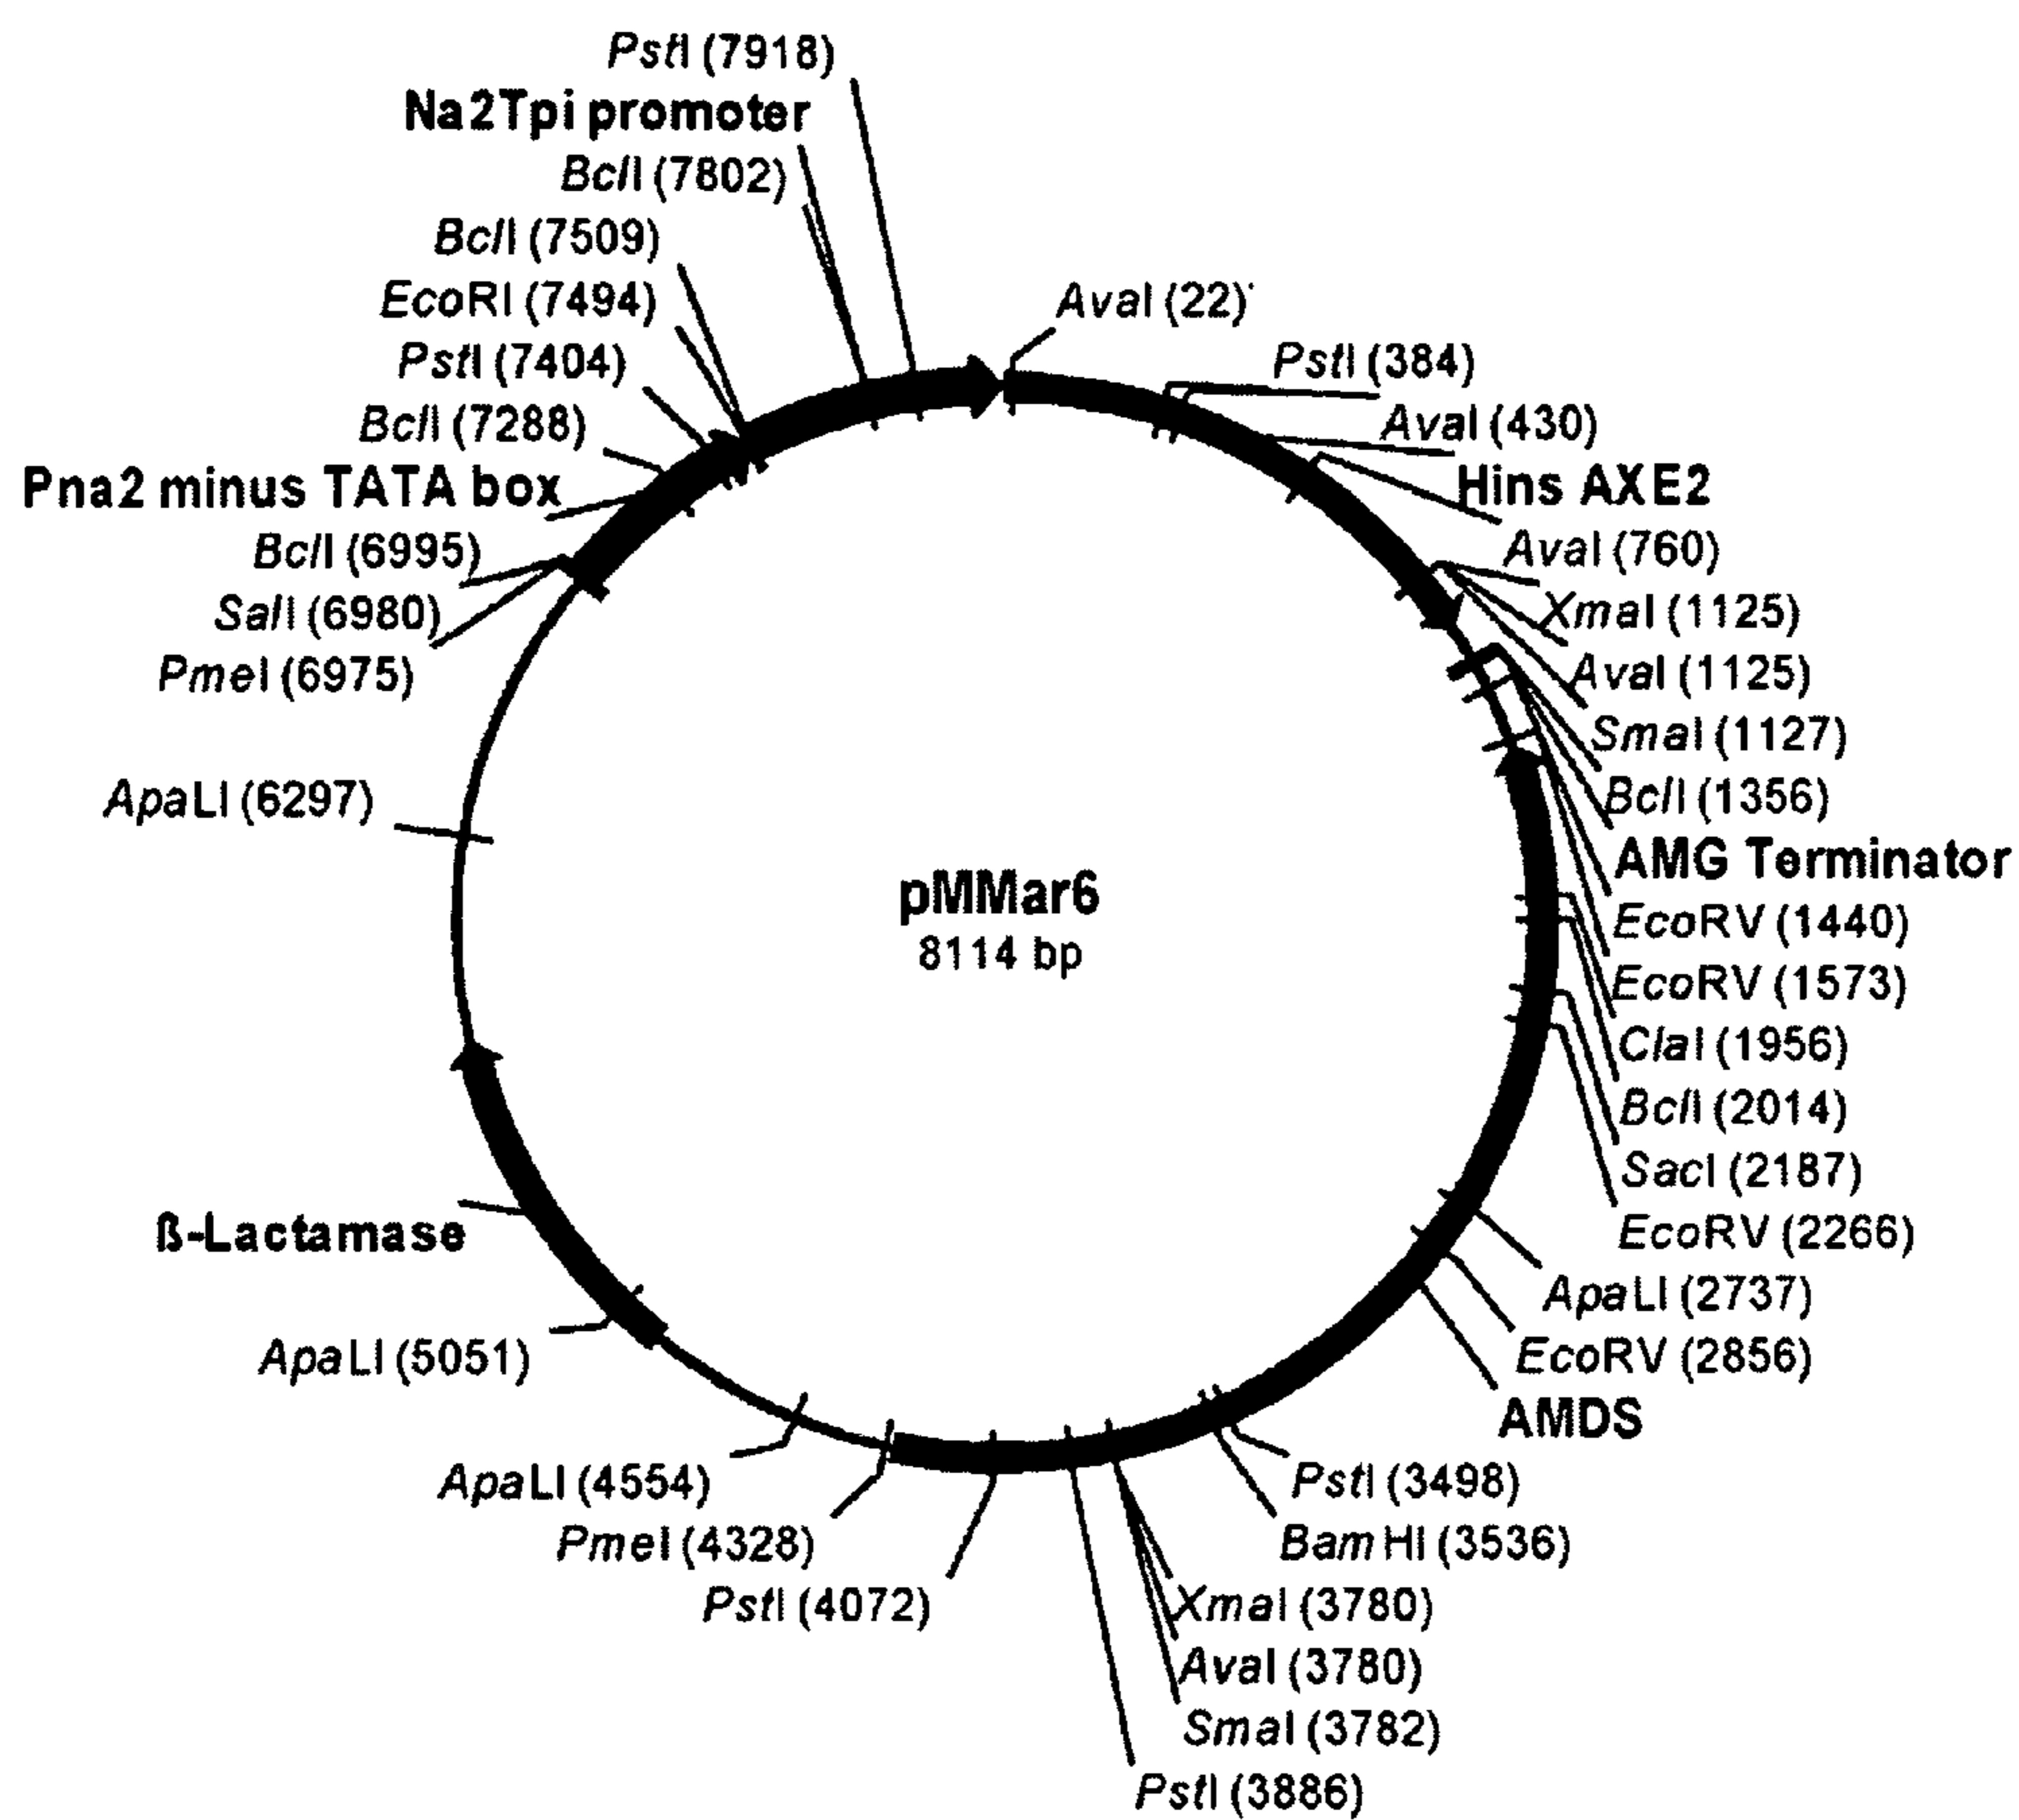 PstI (7918)
Na2Tpi promoter
BclI (7802)
BclI (7509)
EcoRI (7494)
PstI (7404)
BclI (7288)
Pna2 minus TATA box
BclI (6995)
SalI (6980)
PmeI (6975)
ApaLI (6297)
ß-Lactamase
ApaLI (5051)
ApaLI (4554)
PmeI (4328)
PstI (4072)
AvaI (22)
PstI (384)
AvaI (430)
Hins AXE2
AvaI (760)
XmaI (1125)
AvaI (1125)
SmaI (1127)
BclI (1356)
AMG Terminator
EcoRV (1440)
EcoRV (1573)
ClaI (1956)
BclI (2014)
SacI (2187)
EcoRV (2266)
ApaLI (2737)
EcoRV (2856)
AMDS
PstI (3498)
BamHI (3536)
XmaI (3780)
AvaI (3780)
SmaI (3782)
PstI (3886)
pMMar6
8114 bp